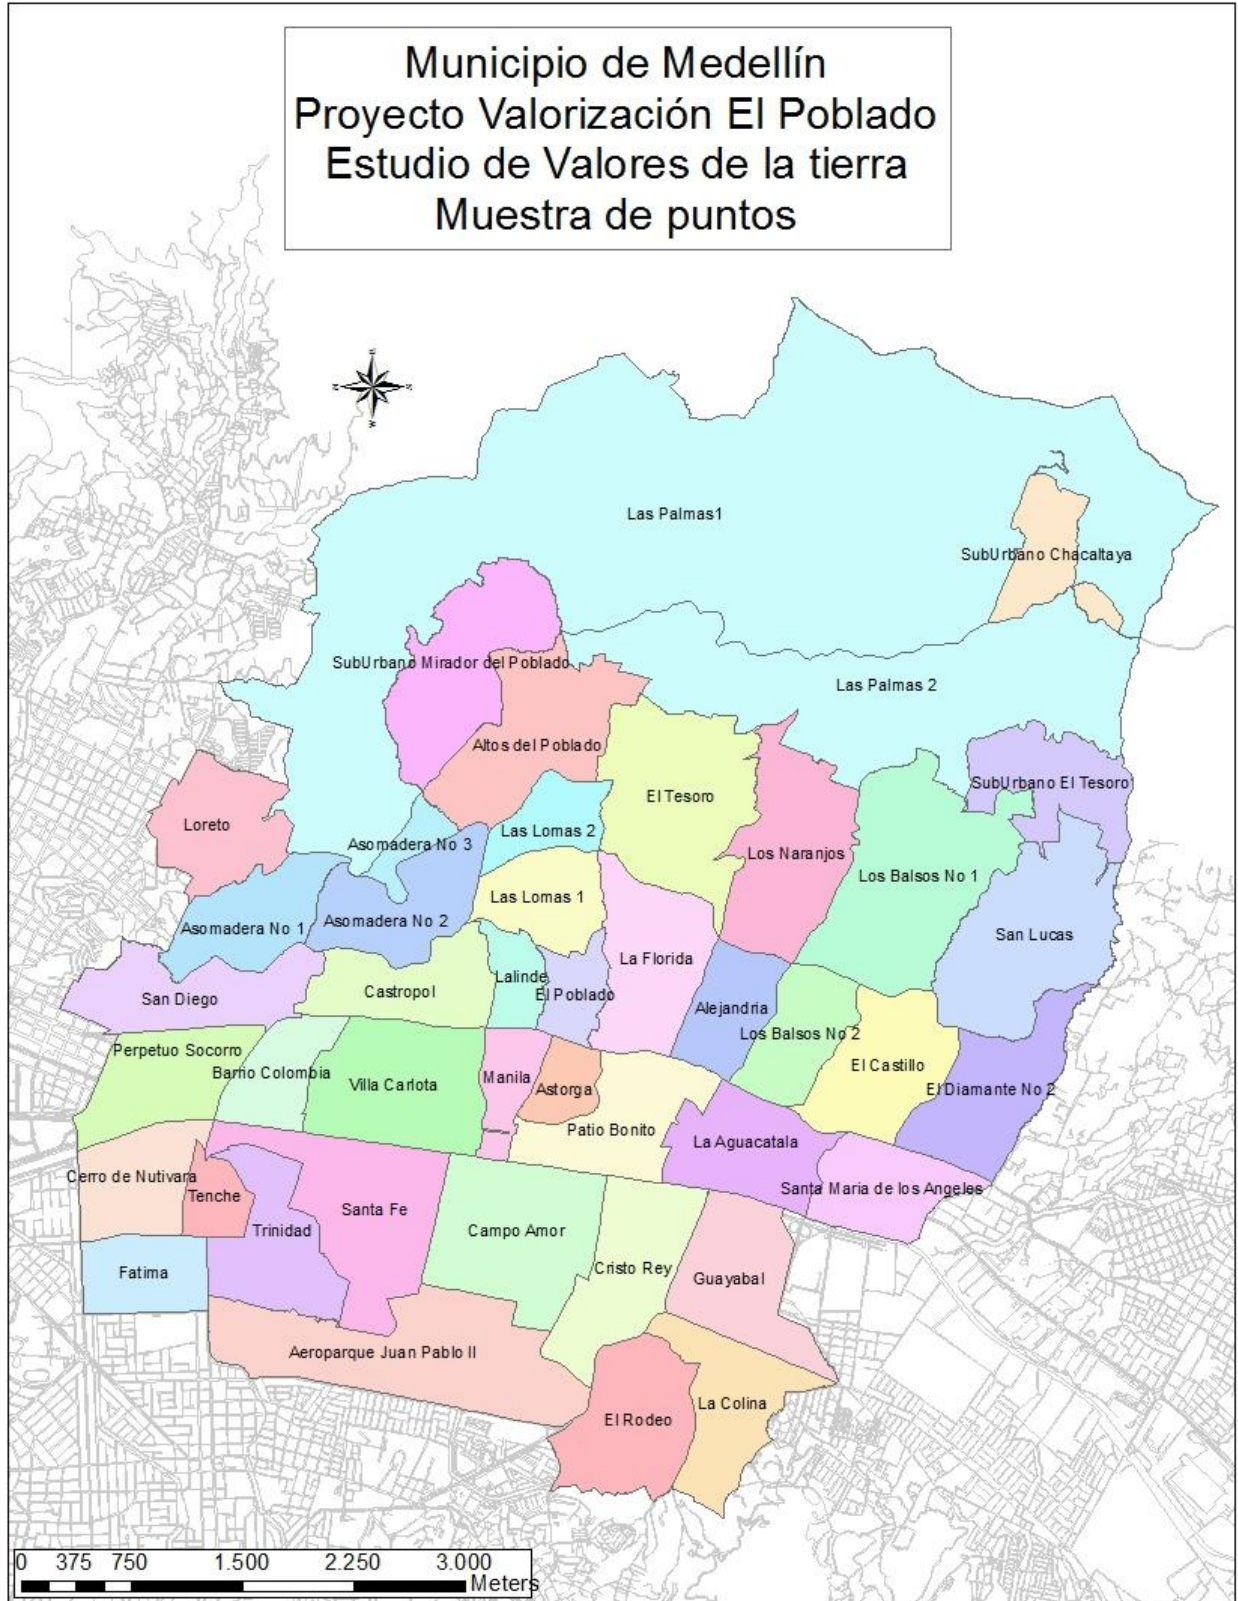 Municipio de Medellín
Proyecto Valorización El Poblado
Estudio de Valores de la tierra
Muestra de puntos
Las Palmas1
SubUrbano Chacaltaya
SubUrbano Mirador del Poblado
Las Palmas 2
Altos del Poblado
SubUrbano El Tesoro
El Tesoro
Loreto
Las Lomas 2
Asomadera No 3
Los Naranjos
Los Balsos No 1
Las Lomas 1
Asomadera No 2
Asomadera No 1
San Lucas
La Florida
Lalinde
Castropol
El Poblado
San Diego
Alejandria
Los Balsos No 2
Perpetuo Socorro
Barrio Colombia
El Castillo
Manila
Villa Carlota
Astorga
El Diamante No 2
Patio Bonito
La Aguacatala
Cerro de Nutivara
Santa Maria de los Angeles
Tenche
Santa Fe
Trinidad
Campo Amor
Fatima
Cristo Rey
Guayabal
Aeroparque Juan Pablo II
La Colina
El Rodeo
0 375 750 1.500 2.250 3.000
Meters